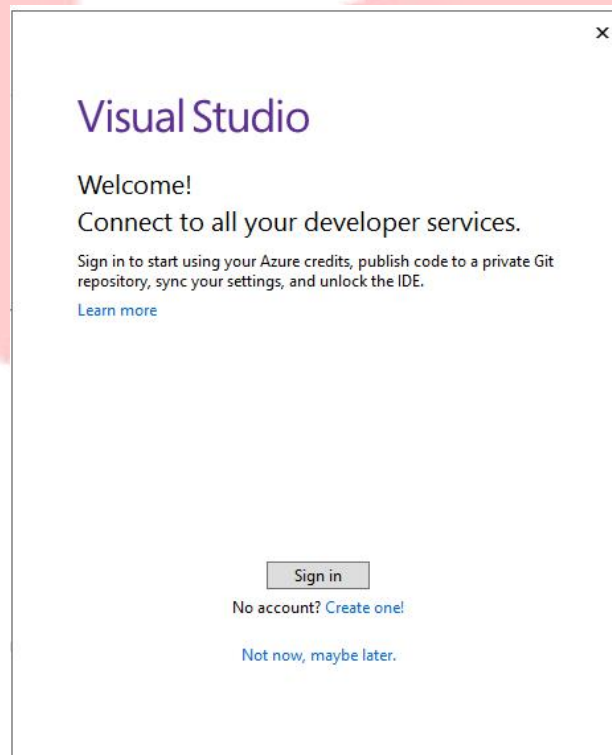 Visual Studio
Welcome!
Connect to all your developer services.
Sign in to start using your Azure credits, publish code to a private Git
repository, sync your settings, and unlock the IDE.
Learn more
Sign in
No account? Create one!
Not now, maybe later.